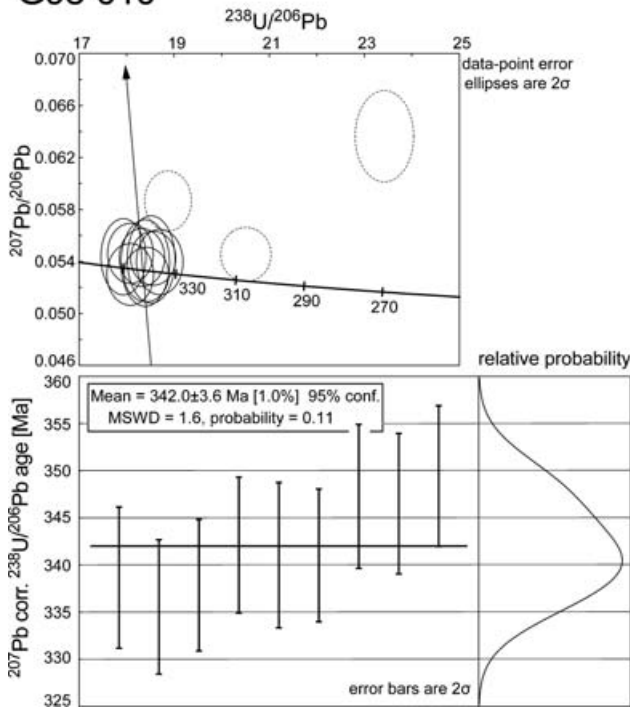 ²³⁸U/²⁰⁶Pb
17 19 21 23 25
data-point error
ellipses are 2σ
²⁰⁷Pb/²⁰⁶Pb
0.070
0.066
0.062
0.058
0.054
0.050
0.046
330 310 290 270
relative probability
²⁰⁷Pb corr. ²³⁸U/²⁰⁶Pb age [Ma]
360
355
350
345
340
335
330
325
Mean = 342.0±3.6 Ma [1.0%] 95% conf.
MSWD = 1.6, probability = 0.11
error bars are 2σ